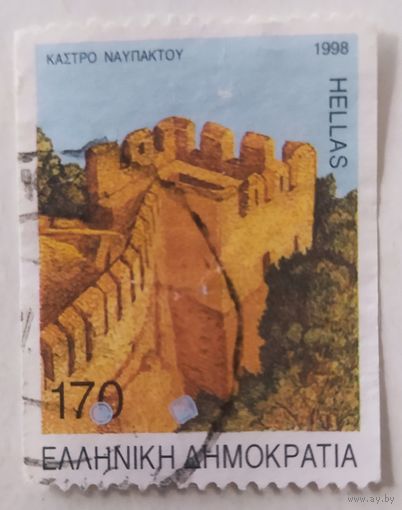 ΚΑΣΤΡΟ ΝΑΥΠΑΚΤΟΥ
1998
HELLAS
170
ΕΛΛΗΝΙΚΗ ΔΗΜΟΚΡΑΤΙΑ
www.ay.by